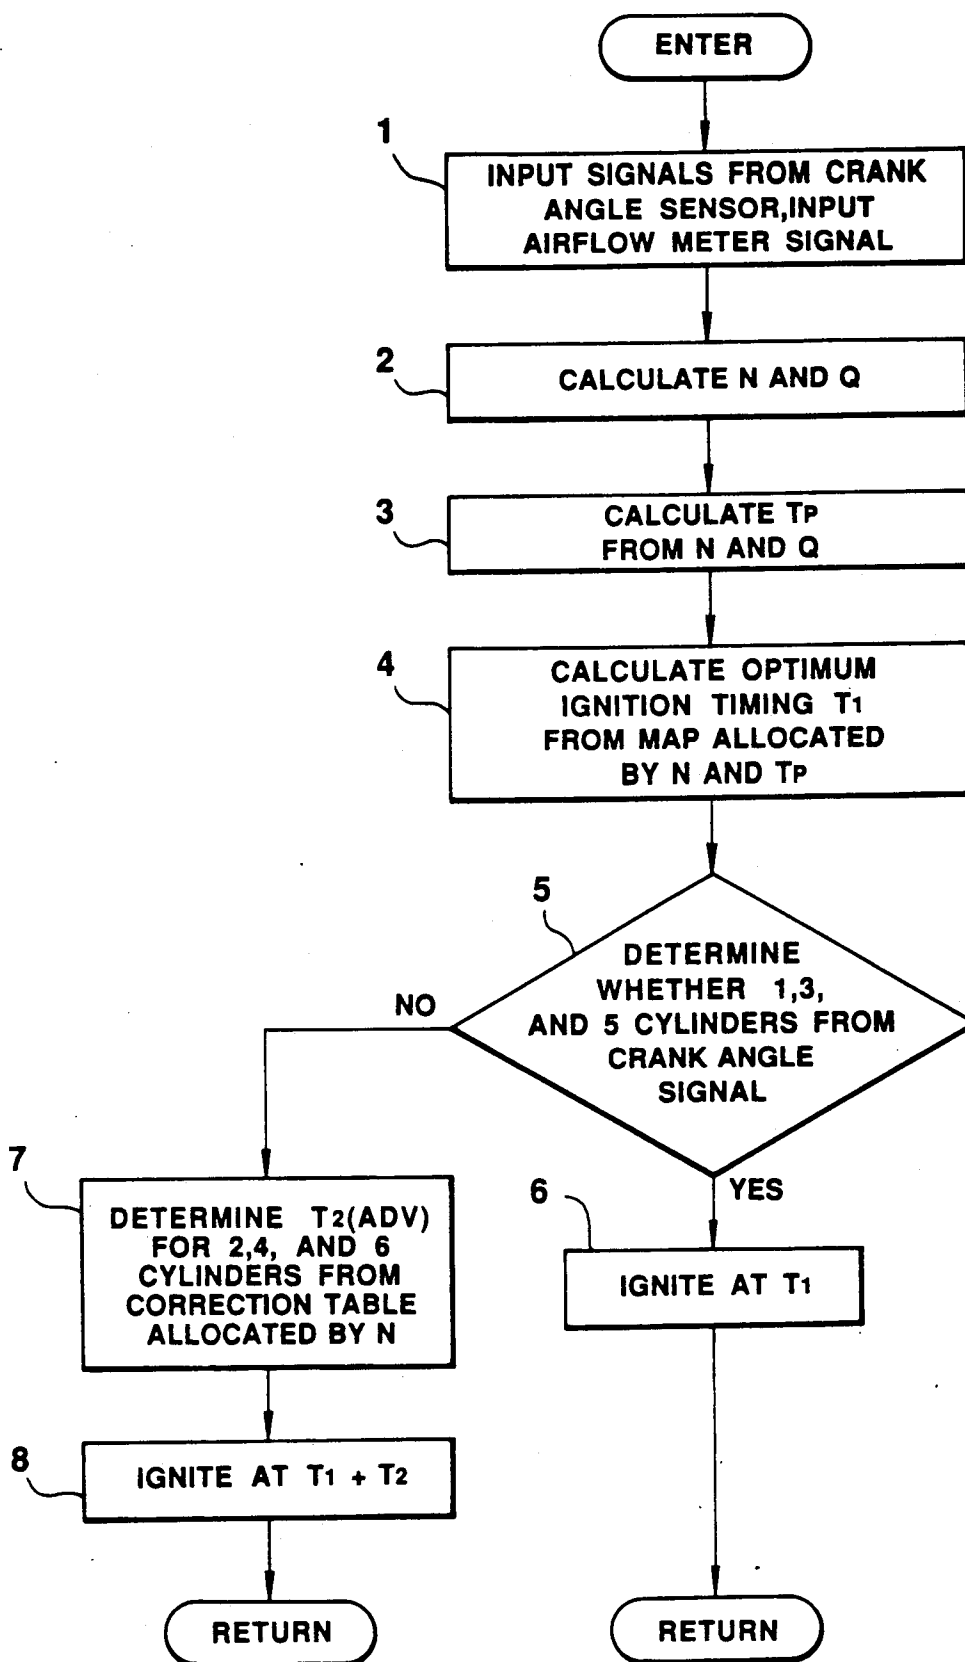 ENTER
1
INPUT SIGNALS FROM CRANK
ANGLE SENSOR,INPUT
AIRFLOW METER SIGNAL
2
CALCULATE N AND Q
3
CALCULATE TP
FROM N AND Q
4
CALCULATE OPTIMUM
IGNITION TIMING T1
FROM MAP ALLOCATED
BY N AND TP
5
DETERMINE
WHETHER 1,3,
AND 5 CYLINDERS FROM
CRANK ANGLE
SIGNAL
NO
YES
7
DETERMINE T2(ADV)
FOR 2,4, AND 6
CYLINDERS FROM
CORRECTION TABLE
ALLOCATED BY N
6
IGNITE AT T1
8
IGNITE AT T1 + T2
RETURN
RETURN